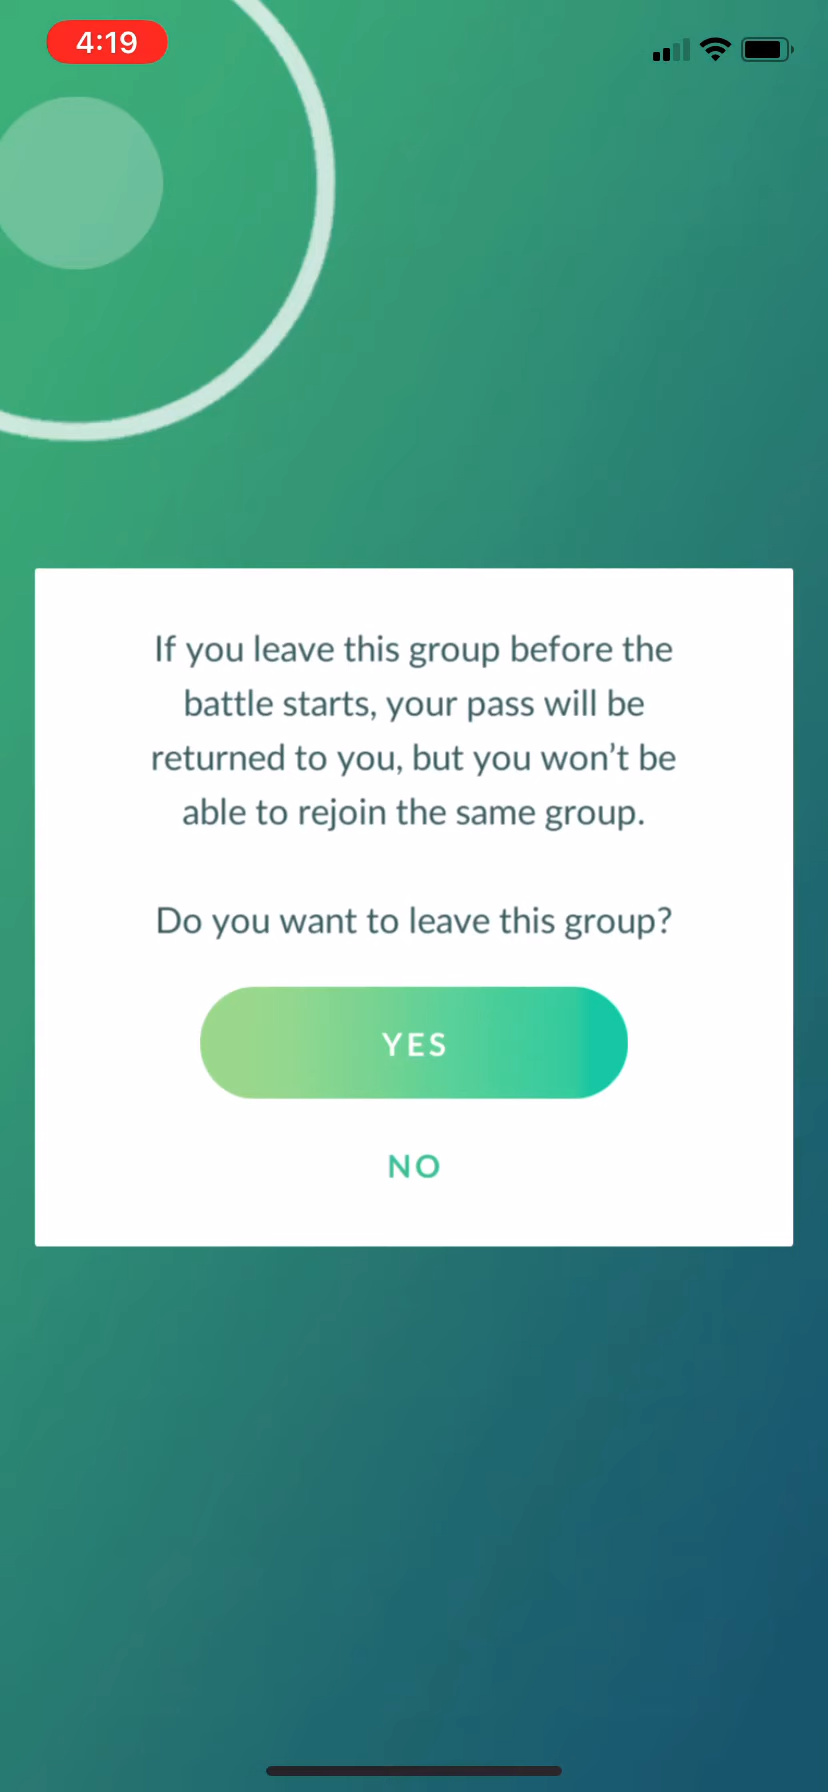 4:19
If you leave this group before the
battle starts, your pass will be
returned to you, but you won’t be
able to rejoin the same group.
Do you want to leave this group?
YES
NO